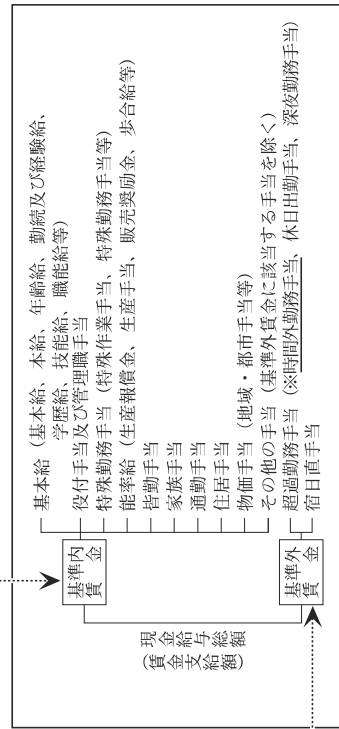 現金給与総額
(賃金支給額)
基準内
賃　金
基本給（基本給、本給、年齢給、勤続及び経験給、
学歴給、技能給、職能給等）
役付手当及び管理職手当
特殊勤務手当（特殊作業手当、特殊勤務手当等）
能率給（生産報償金、生産手当、販売奨励金、歩合給等）
皆勤手当
家族手当
通勤手当
住居手当
物価手当（地域・都市手当等）
その他の手当（基準外賃金に該当する手当を除く）
基準外
賃　金
超過勤務手当（※時間外勤務手当、休日出勤手当、深夜勤務手当）
宿日直手当